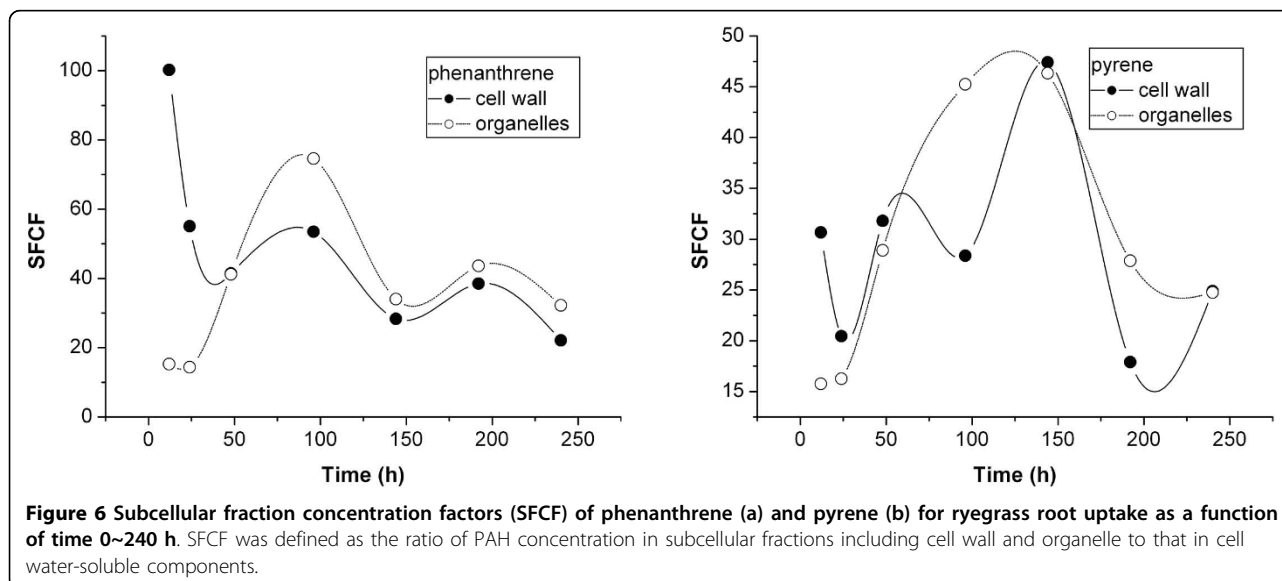 phenanthrene
cell wall
organelles
100
80
60
40
20
0
SFCF
0 50 100 150 200 250
Time (h)
pyrene
cell wall
organelles
50
45
40
35
30
25
20
15
SFCF
0 50 100 150 200 250
Time (h)
Figure 6 Subcellular fraction concentration factors (SFCF) of phenanthrene (a) and pyrene (b) for ryegrass root uptake as a function
of time 0~240 h. SFCF was defined as the ratio of PAH concentration in subcellular fractions including cell wall and organelle to that in cell
water-soluble components.